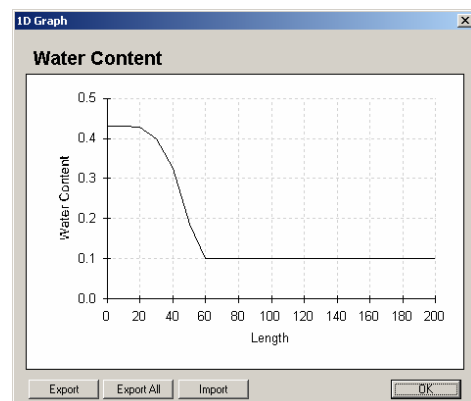 1D Graph
Water Content
0.5
0.4
0.3
0.2
0.1
0.0
Water Content
0 20 40 60 80 100 120 140 160 180 200
Length
Export Export All Import OK